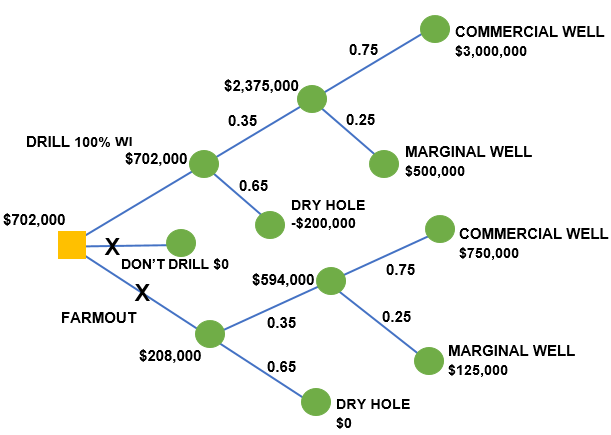 COMMERCIAL WELL
$3,000,000
0.75
$2,375,000
0.35
0.25
DRILL 100% WI
$702,000
MARGINAL WELL
$500,000
0.65
DRY HOLE
-$200,000
$702,000
X
DON'T DRILL $0
COMMERCIAL WELL
$750,000
$594,000
0.75
X
FARMOUT
0.35
0.25
$208,000
MARGINAL WELL
$125,000
0.65
DRY HOLE
$0